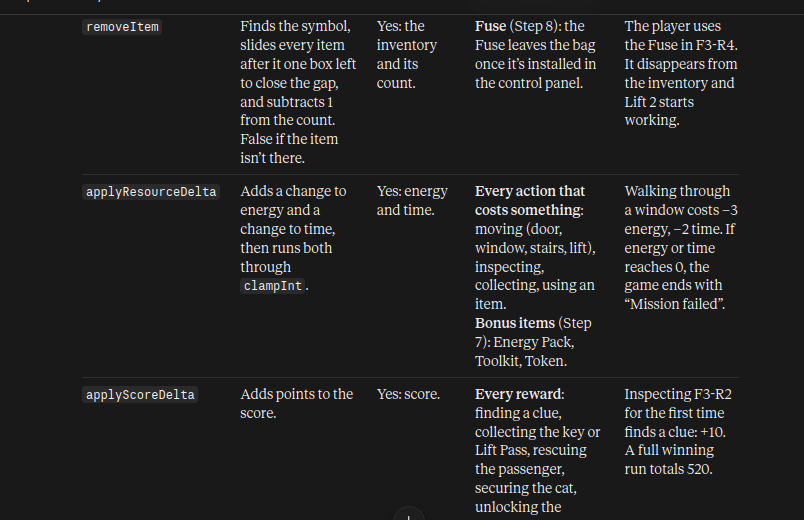 removeItem
Finds the symbol,
slides every item
after it one box left
to close the gap,
and subtracts 1
from the count.
False if the item
isn’t there.
Yes: the
inventory
and its
count.
Fuse (Step 8): the
Fuse leaves the bag
once it’s installed in
the control panel.
The player uses
the Fuse in F3-R4.
It disappears from
the inventory and
Lift 2 starts
working.
applyResourceDelta
Adds a change to
energy and a
change to time,
then runs both
through
clampInt.
Yes: energy
and time.
Every action that
costs something:
moving (door,
window, stairs, lift),
inspecting,
collecting, using an
item.
Bonus items (Step
7): Energy Pack,
Toolkit, Token.
Walking through
a window costs −3
energy, −2 time. If
energy or time
reaches 0, the
game ends with
“Mission failed”.
applyScoreDelta
Adds points to the
score.
Yes: score.
Every reward:
finding a clue,
collecting the key or
Lift Pass, rescuing
the passenger,
securing the cat,
unlocking the
Inspecting F3-R2
for the first time
finds a clue: +10.
A full winning
run totals 520.